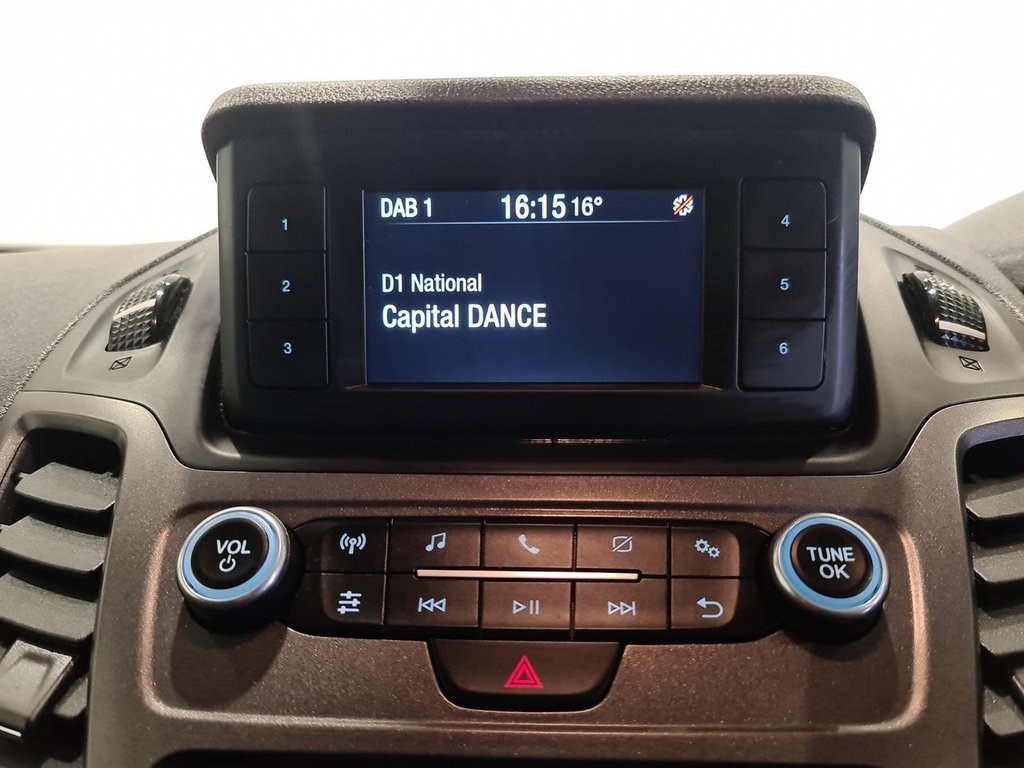 DAB 1 16:15 16°
D1 National
Capital DANCE
1
2
3
4
5
6
VOL
TUNE
OK